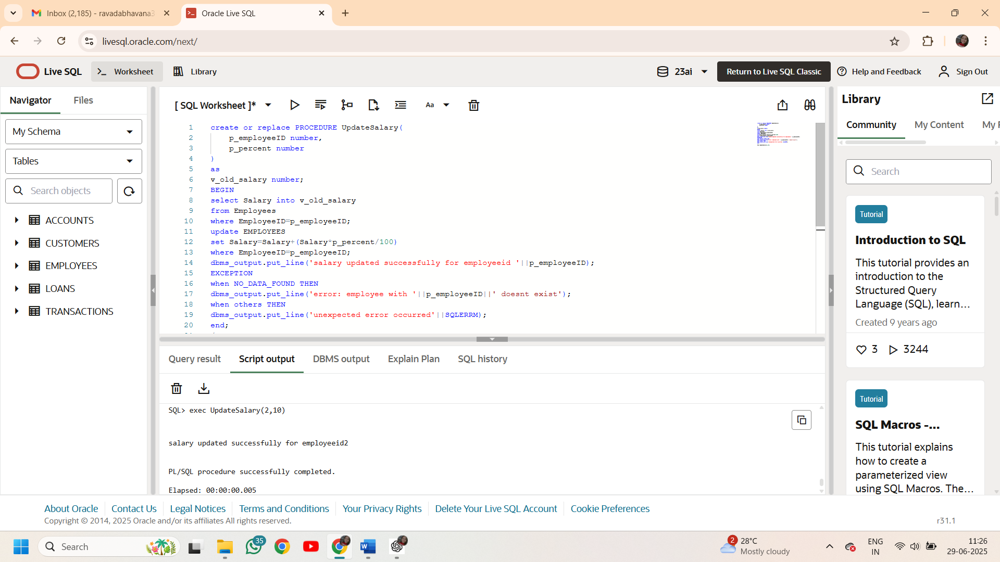 Inbox (2,185) - ravadabhavana3
Oracle Live SQL
livesql.oracle.com/next/
Live SQL
>_ Worksheet
Library
23ai
Return to Live SQL Classic
Help and Feedback
Sign Out
Navigator
Files
My Schema
Tables
Search objects
ACCOUNTS
CUSTOMERS
EMPLOYEES
LOANS
TRANSACTIONS
[ SQL Worksheet ]*
Aa
1 create or replace PROCEDURE UpdateSalary(
2 p_employeeID number,
3 p_percent number
4 )
5 as
6 v_old_salary number;
7 BEGIN
8 select Salary into v_old_salary
9 from Employees
10 where EmployeeID=p_employeeID;
11 update EMPLOYEES
12 set Salary=Salary+(Salary*p_percent/100)
13 where EmployeeID=p_employeeID;
14 dbms_output.put_line('salary updated successfully for employeeid '||p_employeeID);
15 EXCEPTION
16 when NO_DATA_FOUND THEN
17 dbms_output.put_line('error: employee with '||p_employeeID||' doesnt exist');
18 when others THEN
19 dbms_output.put_line('unexpected error occurred'||SQLERRM);
20 end;
Query result
Script output
DBMS output
Explain Plan
SQL history
SQL> exec UpdateSalary(2,10)
salary updated successfully for employeeid2
PL/SQL procedure successfully completed.
Elapsed: 00:00:00.005
Library
Community
My Content
Search
Tutorial
Introduction to SQL
This tutorial provides an
introduction to the
Structured Query
Language (SQL), learn...
Created 9 years ago
3 3244
Tutorial
SQL Macros -...
This tutorial explains
how to create a
parameterized view
using SQL Macros. The...
About Oracle
Contact Us
Legal Notices
Terms and Conditions
Your Privacy Rights
Delete Your Live SQL Account
Cookie Preferences
Copyright © 2014, 2025 Oracle and/or its affiliates All rights reserved.
r31.1
Search
35
2
28°C
Mostly cloudy
ENG
IN
11:26
29-06-2025